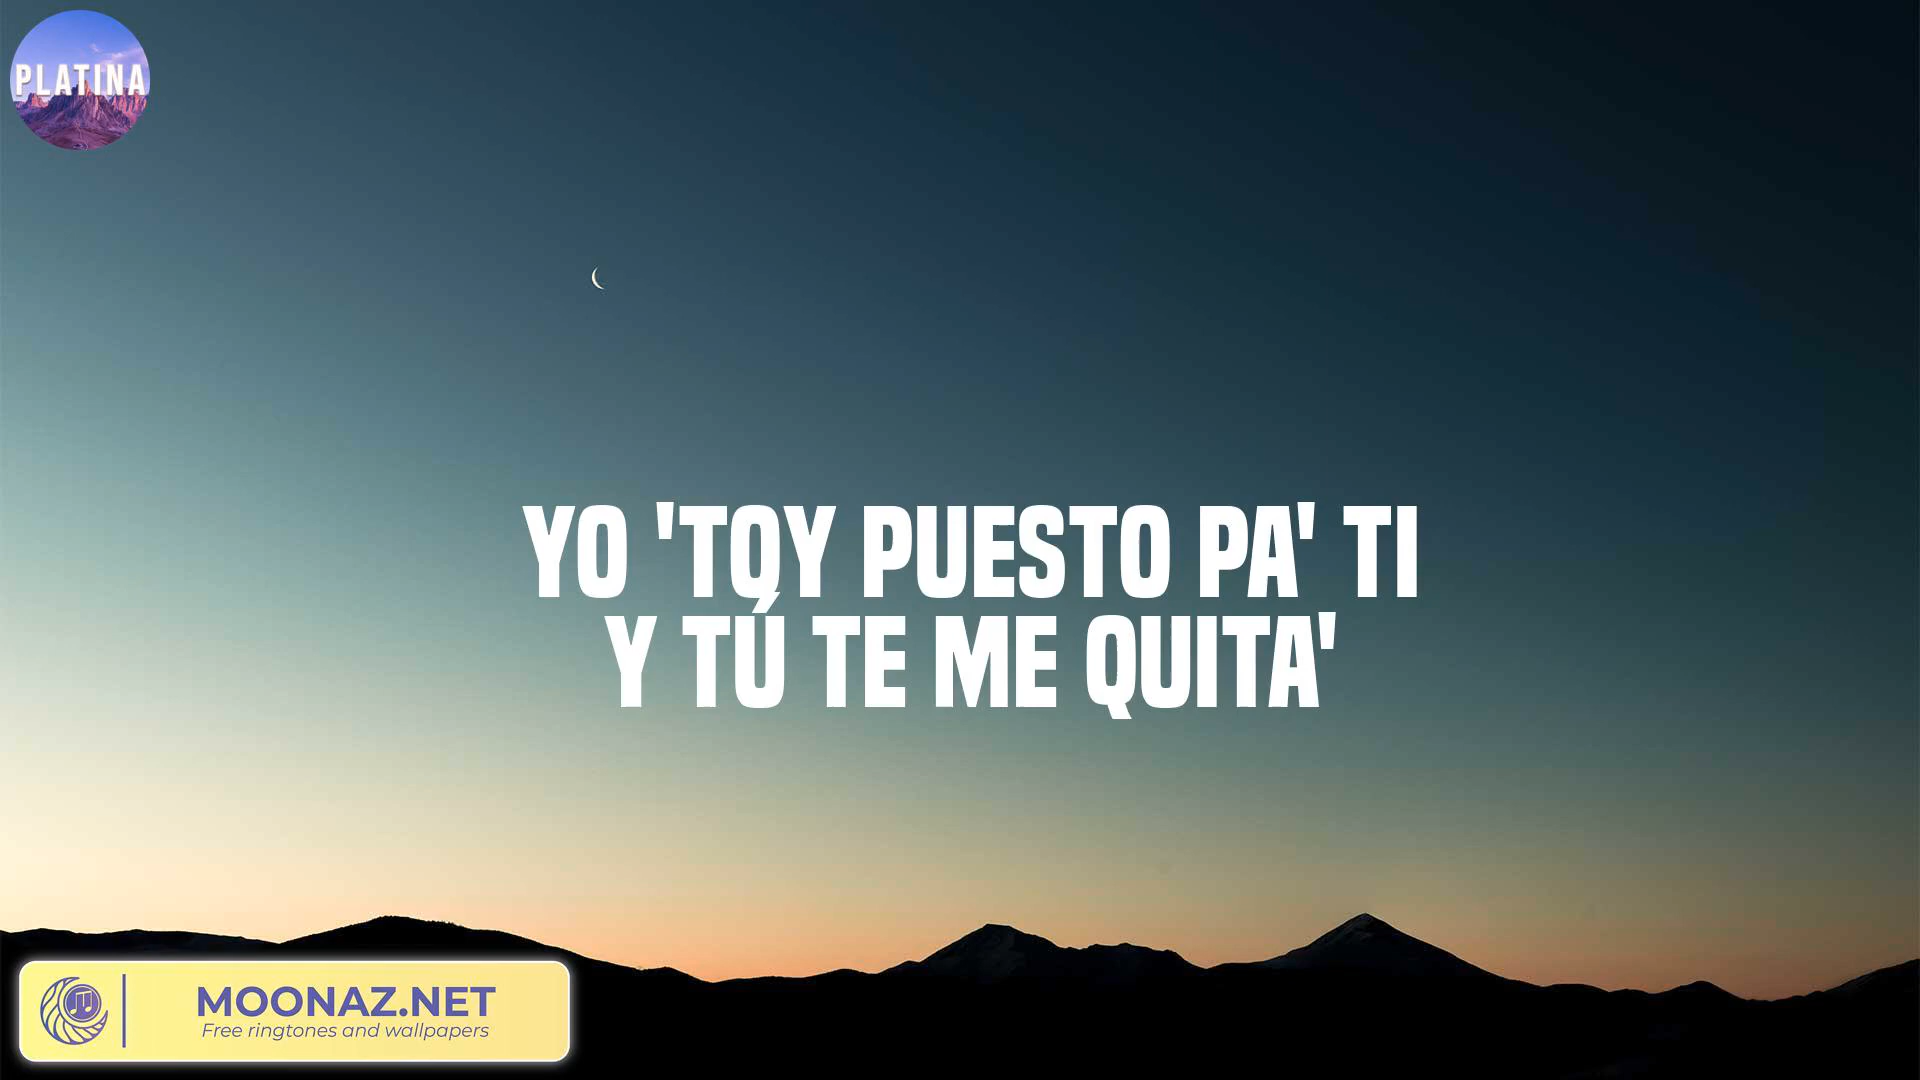 PLATINA
YO 'TOY PUESTO PA' TI
Y TÚ TE ME QUITA'
MOONAZ.NET
Free ringtones and wallpapers